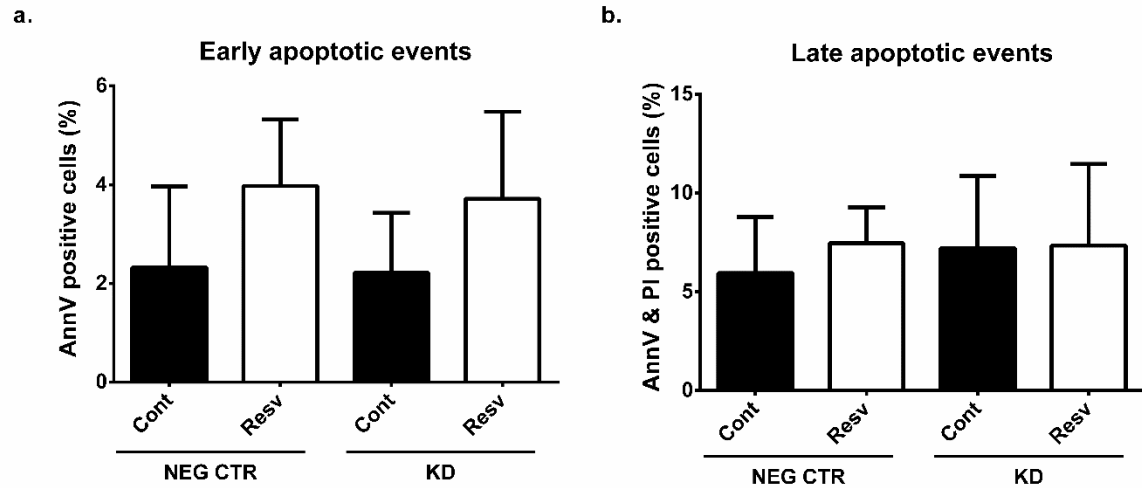 a.
Early apoptotic events
AnnV positive cells (%)
6
4
2
0
Cont
Resv
Cont
Resv
NEG CTR
KD
b.
Late apoptotic events
AnnV & PI positive cells (%)
15
10
5
0
Cont
Resv
Cont
Resv
NEG CTR
KD